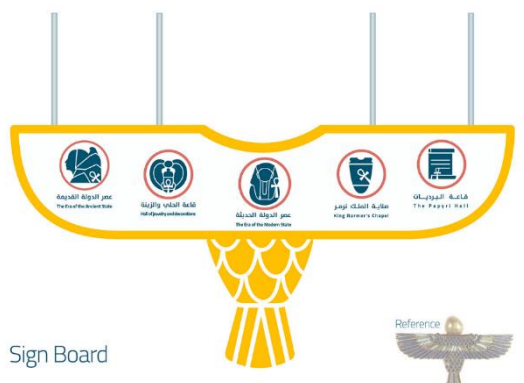 عصر الدولة القديمة
The Era of the Ancient State
قاعة الحلي والزينة
Hall of Jewelry and decorations
عصر الدولة الحديثة
The Era of the Modern State
صلاية الملك نرمر
King Narmer's Chapel
قاعة البرديات
The Papyri Hall
Sign Board
Reference